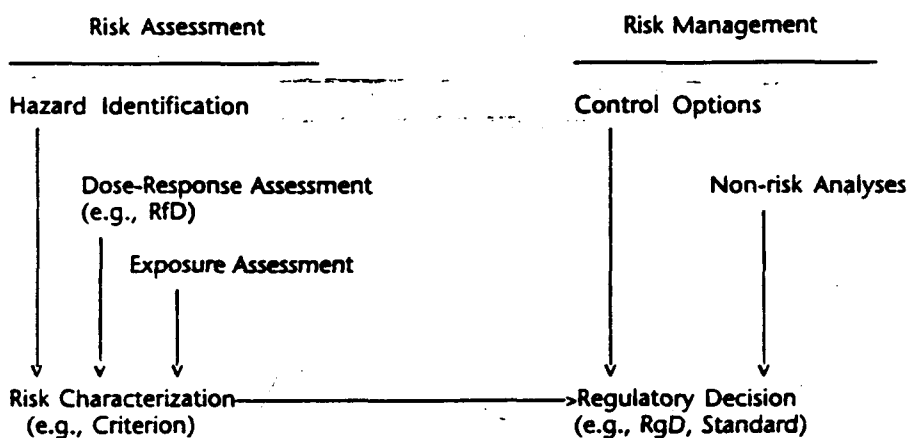 Risk Assessment
Risk Management
Hazard Identification
Control Options
Dose-Response Assessment
(e.g., RfD)
Non-risk Analyses
Exposure Assessment
Risk Characterization
(e.g., Criterion)
Regulatory Decision
(e.g., RgD, Standard)